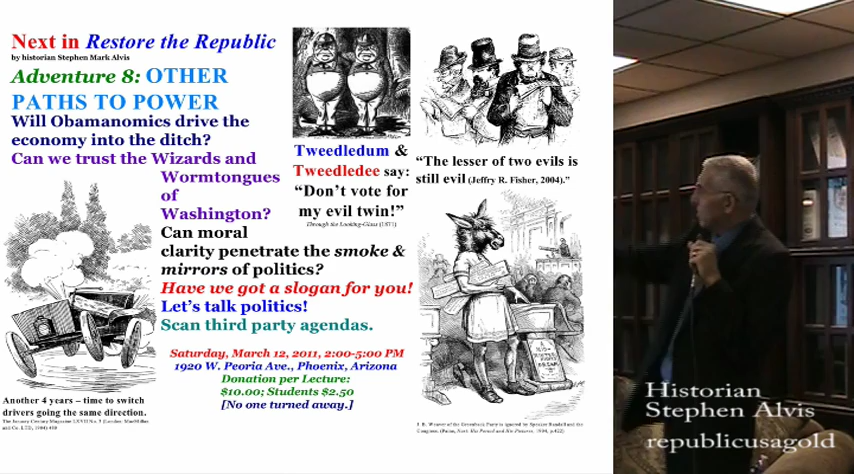 Next in Restore the Republic
by historian Stephen Mark Alvis
Adventure 8: OTHER
PATHS TO POWER
Will Obamanomics drive the
economy into the ditch?
Can we trust the Wizards and
Wormtongues
of
Washington?
Can moral
clarity penetrate the smoke &
mirrors of politics?
Have we got a slogan for you!
Let's talk politics!
Scan third party agendas.
Saturday, March 12, 2011, 2:00-5:00 PM
1920 W. Peoria Ave., Phoenix, Arizona
Donation per Lecture:
$10.00; Students $2.50
[No one turned away.]
Another 4 years – time to switch
drivers going the same direction.
Tweedledum &
Tweedledee say:
“Don’t vote for
my evil twin!”
Through the Looking-Glass (1871)
“The lesser of two evils is
still evil (Jeffry R. Fisher, 2004).”
Historian
Stephen Alvis
republicusagold